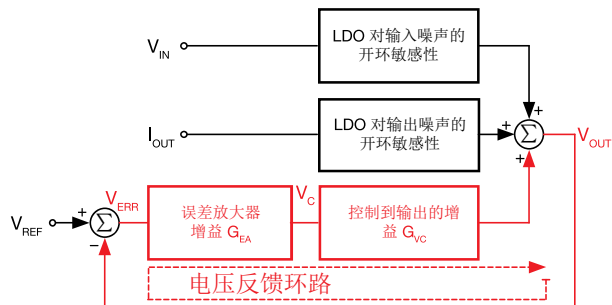 V_IN
LDO 对输入噪声的
开环敏感性
+
I_OUT
LDO 对输出噪声的
开环敏感性
+
Σ
V_OUT
+
V_REF
+
Σ
−
V_ERR
误差放大器
增益 G_EA
V_C
控制到输出的增
益 G_VC
电压反馈环路
T